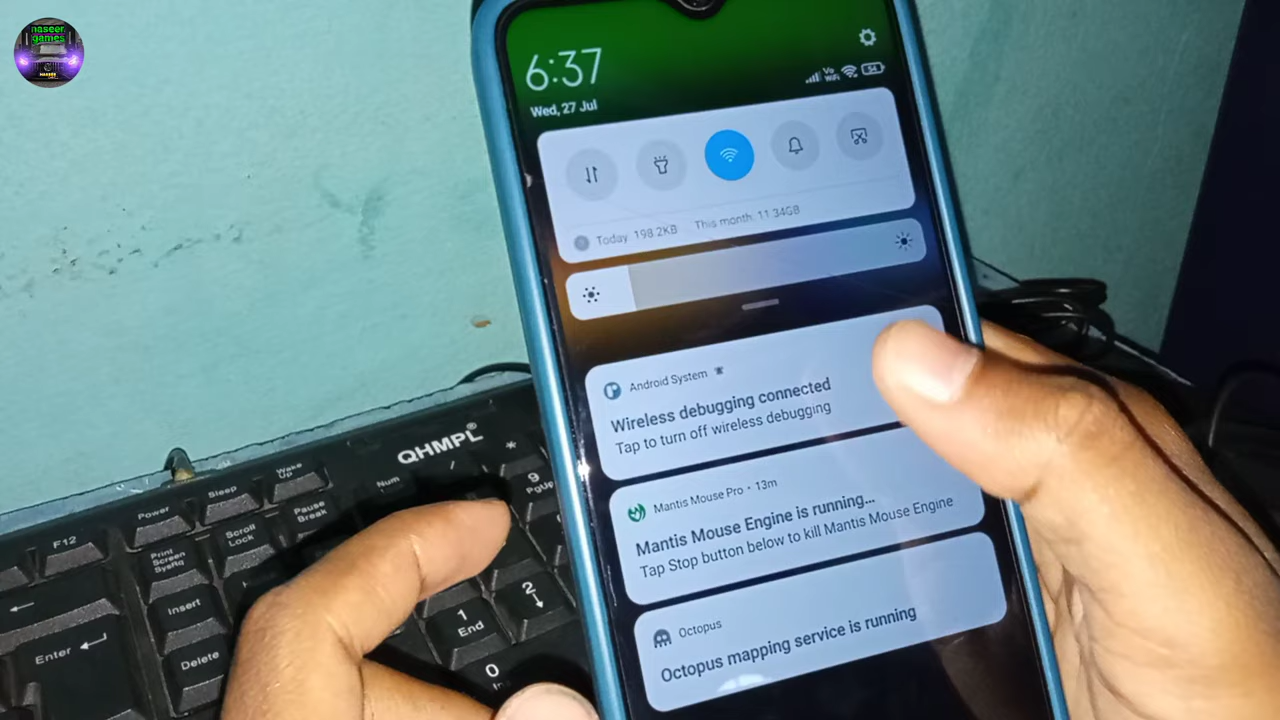 naseer
games
6:37
Wed, 27 Jul
Vo
WiFi
54
Today: 198.2KB
This month: 11.34GB
Android System
Wireless debugging connected
Tap to turn off wireless debugging
Mantis Mouse Pro • 13m
Mantis Mouse Engine is running...
Tap Stop button below to kill Mantis Mouse Engine
Octopus
Octopus mapping service is running
QHMPL®
Num
/
*
9
PgUp
Power
Sleep
Wake
Up
F12
Print
Screen
SysRq
Scroll
Lock
Pause
Break
Insert
Delete
Enter
1
End
2
0